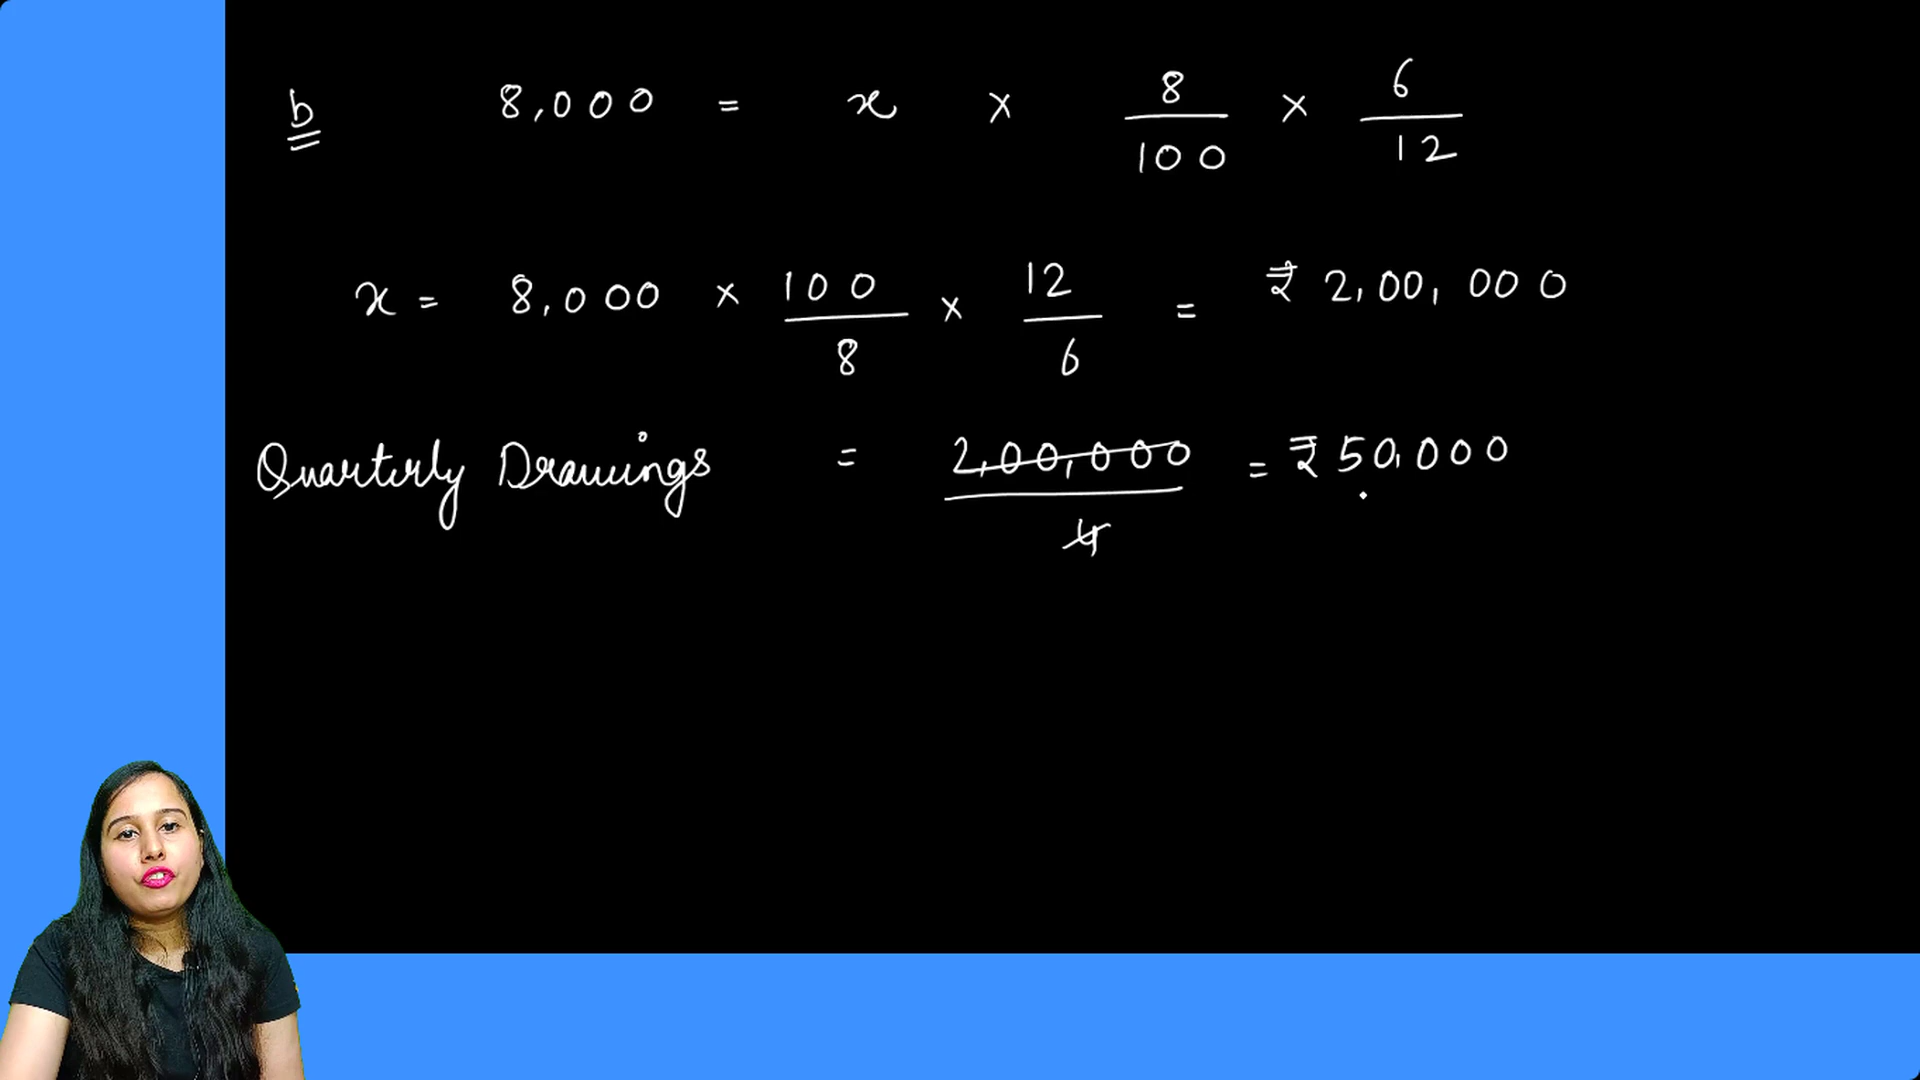 b 8,000 = x × 8/100 × 6/12
x = 8,000 × 100/8 × 12/6 = ₹ 2,00,000
Quarterly Drawings = 2,00,000/4 = ₹ 50,000